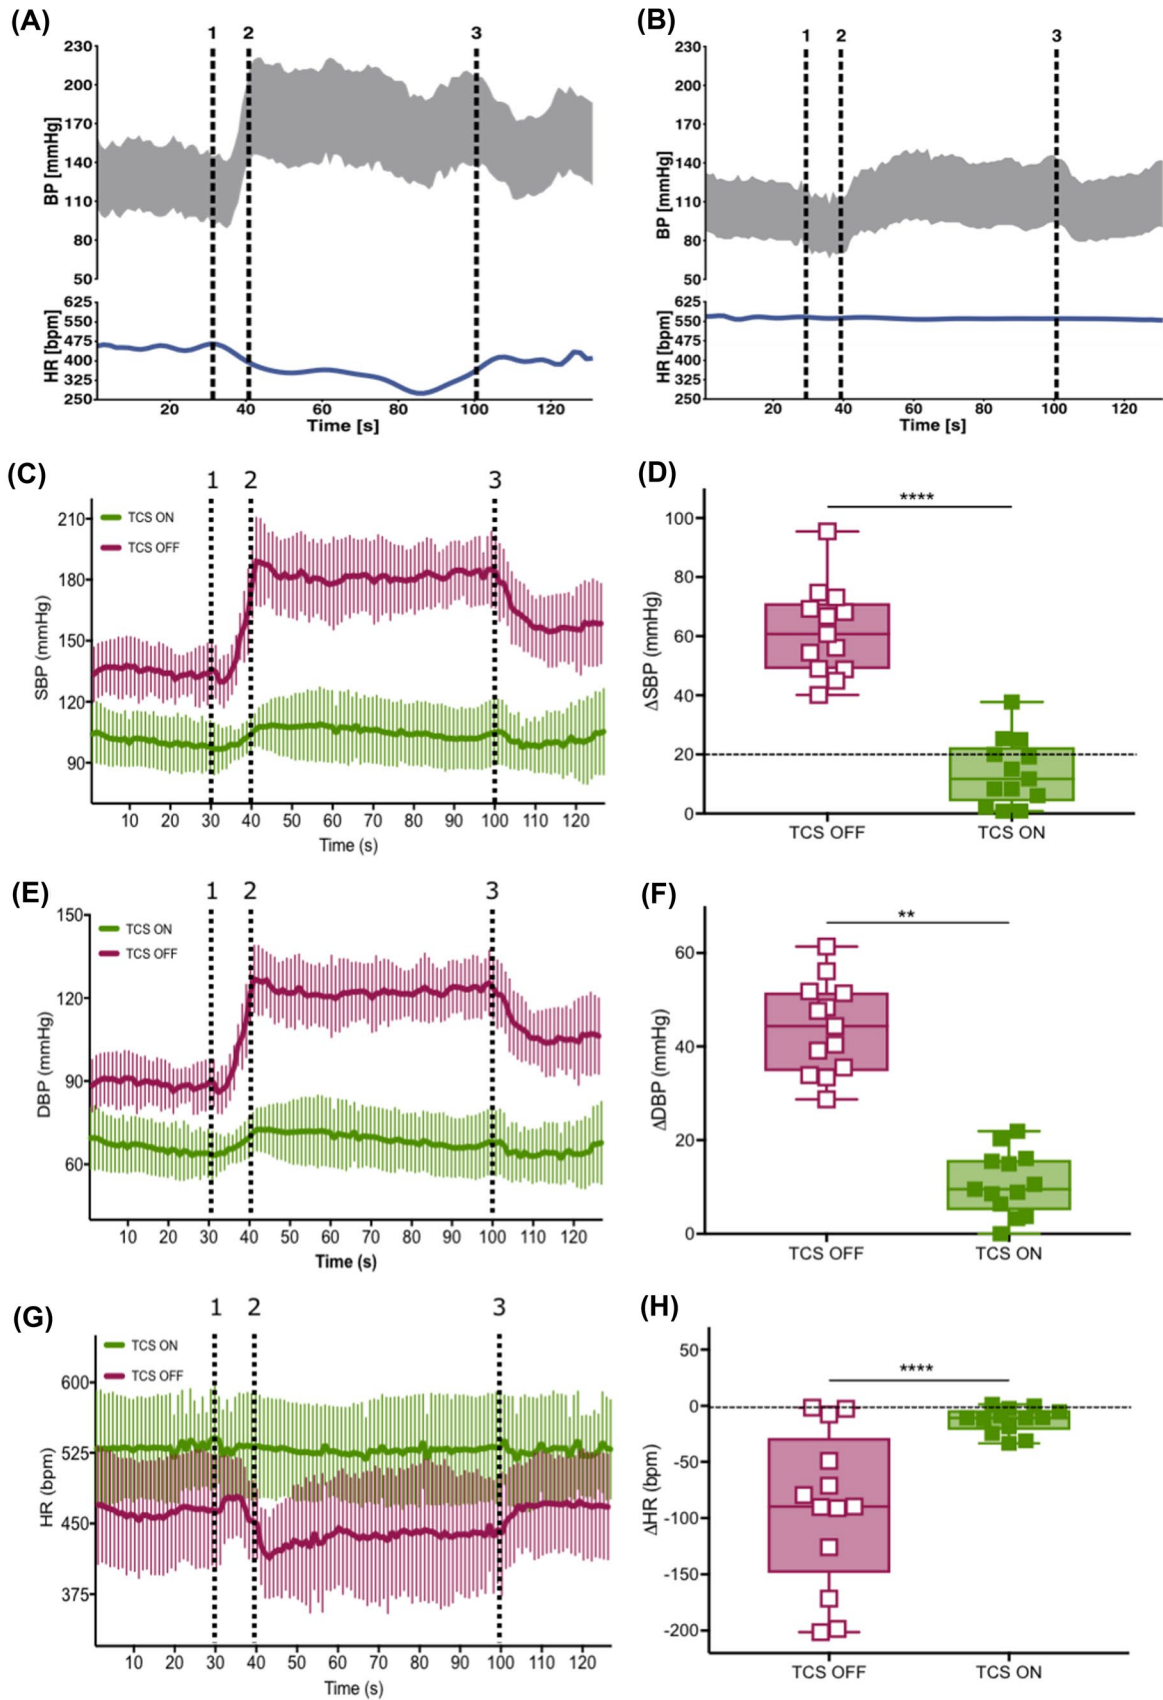 (A)
1 2 3
230
200
170
140
110
80
50
BP [mmHg]
625
550
475
400
325
250
HR [bpm]
20 40 60 80 100 120
Time [s]
(B)
1 2 3
230
200
170
140
110
80
50
BP [mmHg]
625
550
475
400
325
250
HR [bpm]
20 40 60 80 100 120
Time [s]
(C)
1 2 3
TCS ON
TCS OFF
210
180
150
120
90
SBP (mmHg)
10 20 30 40 50 60 70 80 90 100 110 120
Time (s)
(D)
****
100
80
60
40
20
0
ΔSBP (mmHg)
TCS OFF TCS ON
(E)
1 2 3
TCS ON
TCS OFF
150
120
90
60
DBP (mmHg)
10 20 30 40 50 60 70 80 90 100 110 120
Time (s)
(F)
**
60
40
20
0
ΔDBP (mmHg)
TCS OFF TCS ON
(G)
1 2 3
TCS ON
TCS OFF
600
525
450
375
HR (bpm)
10 20 30 40 50 60 70 80 90 100 110 120
Time (s)
(H)
****
50
0
-50
-100
-150
-200
ΔHR (bpm)
TCS OFF TCS ON